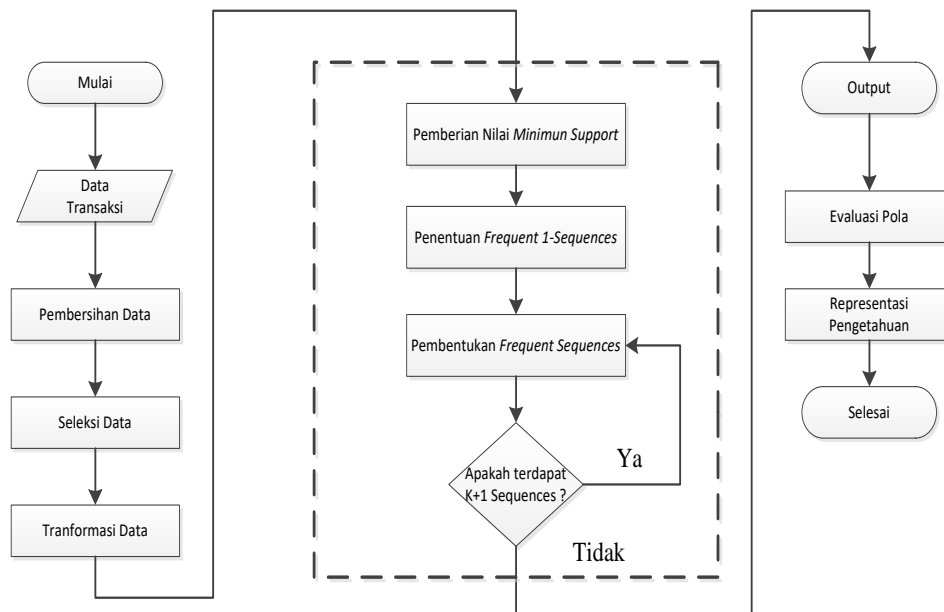 Mulai
Data
Transaksi
Pembersihan Data
Seleksi Data
Tranformasi Data
Pemberian Nilai Minimun Support
Penentuan Frequent 1-Sequences
Pembentukan Frequent Sequences
Apakah terdapat
K+1 Sequences ?
Ya
Tidak
Output
Evaluasi Pola
Representasi
Pengetahuan
Selesai